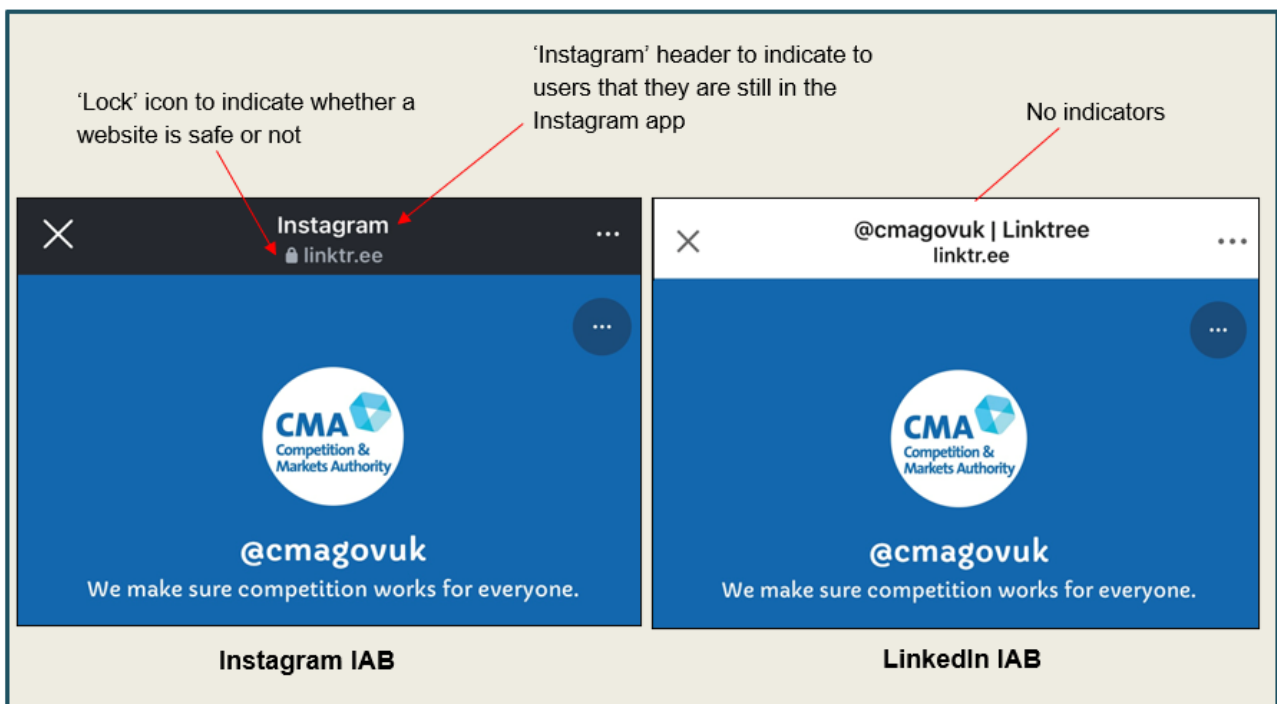 ‘Lock’ icon to indicate whether a
website is safe or not
‘Instagram’ header to indicate to
users that they are still in the
Instagram app
No indicators
Instagram
linktr.ee
...
CMA
Competition &
Markets Authority
@cmagovuk
We make sure competition works for everyone.
Instagram IAB
@cmagovuk | Linktree
linktr.ee
...
CMA
Competition &
Markets Authority
@cmagovuk
We make sure competition works for everyone.
LinkedIn IAB